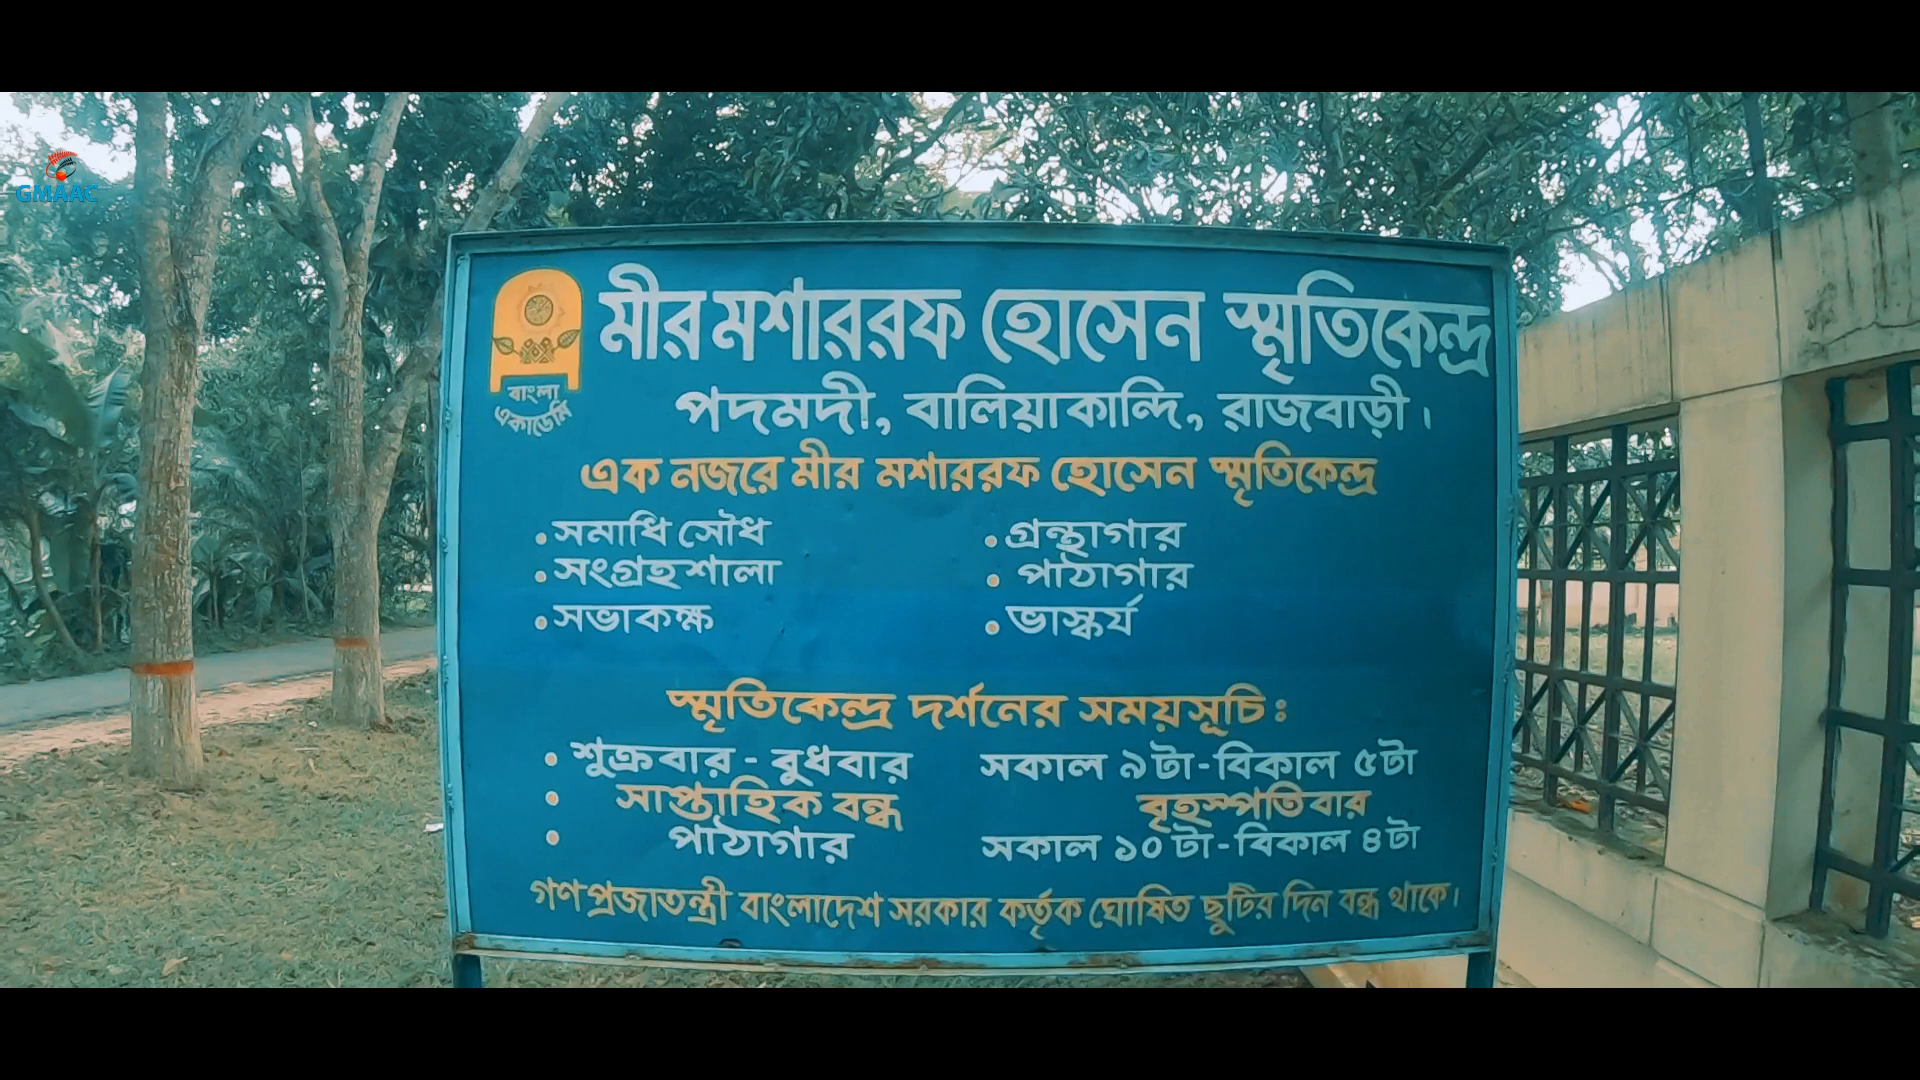 GMAAC
বাংলা
একাডেমি
মীর মশাররফ হোসেন স্মৃতিকেন্দ্র
পদমদী, বালিয়াকান্দি, রাজবাড়ী।
এক নজরে মীর মশাররফ হোসেন স্মৃতিকেন্দ্র
• সমাধি সৌধ • গ্রন্থাগার
• সংগ্রহশালা • পাঠাগার
• সভাকক্ষ • ভাস্কর্য
স্মৃতিকেন্দ্র দর্শনের সময়সূচি ঃ
• শুক্রবার - বুধবার সকাল ৯টা-বিকাল ৫টা
• সাপ্তাহিক বন্ধ বৃহস্পতিবার
• পাঠাগার সকাল ১০টা-বিকাল ৪টা
গণপ্রজাতন্ত্রী বাংলাদেশ সরকার কর্তৃক ঘোষিত ছুটির দিন বন্ধ থাকে।